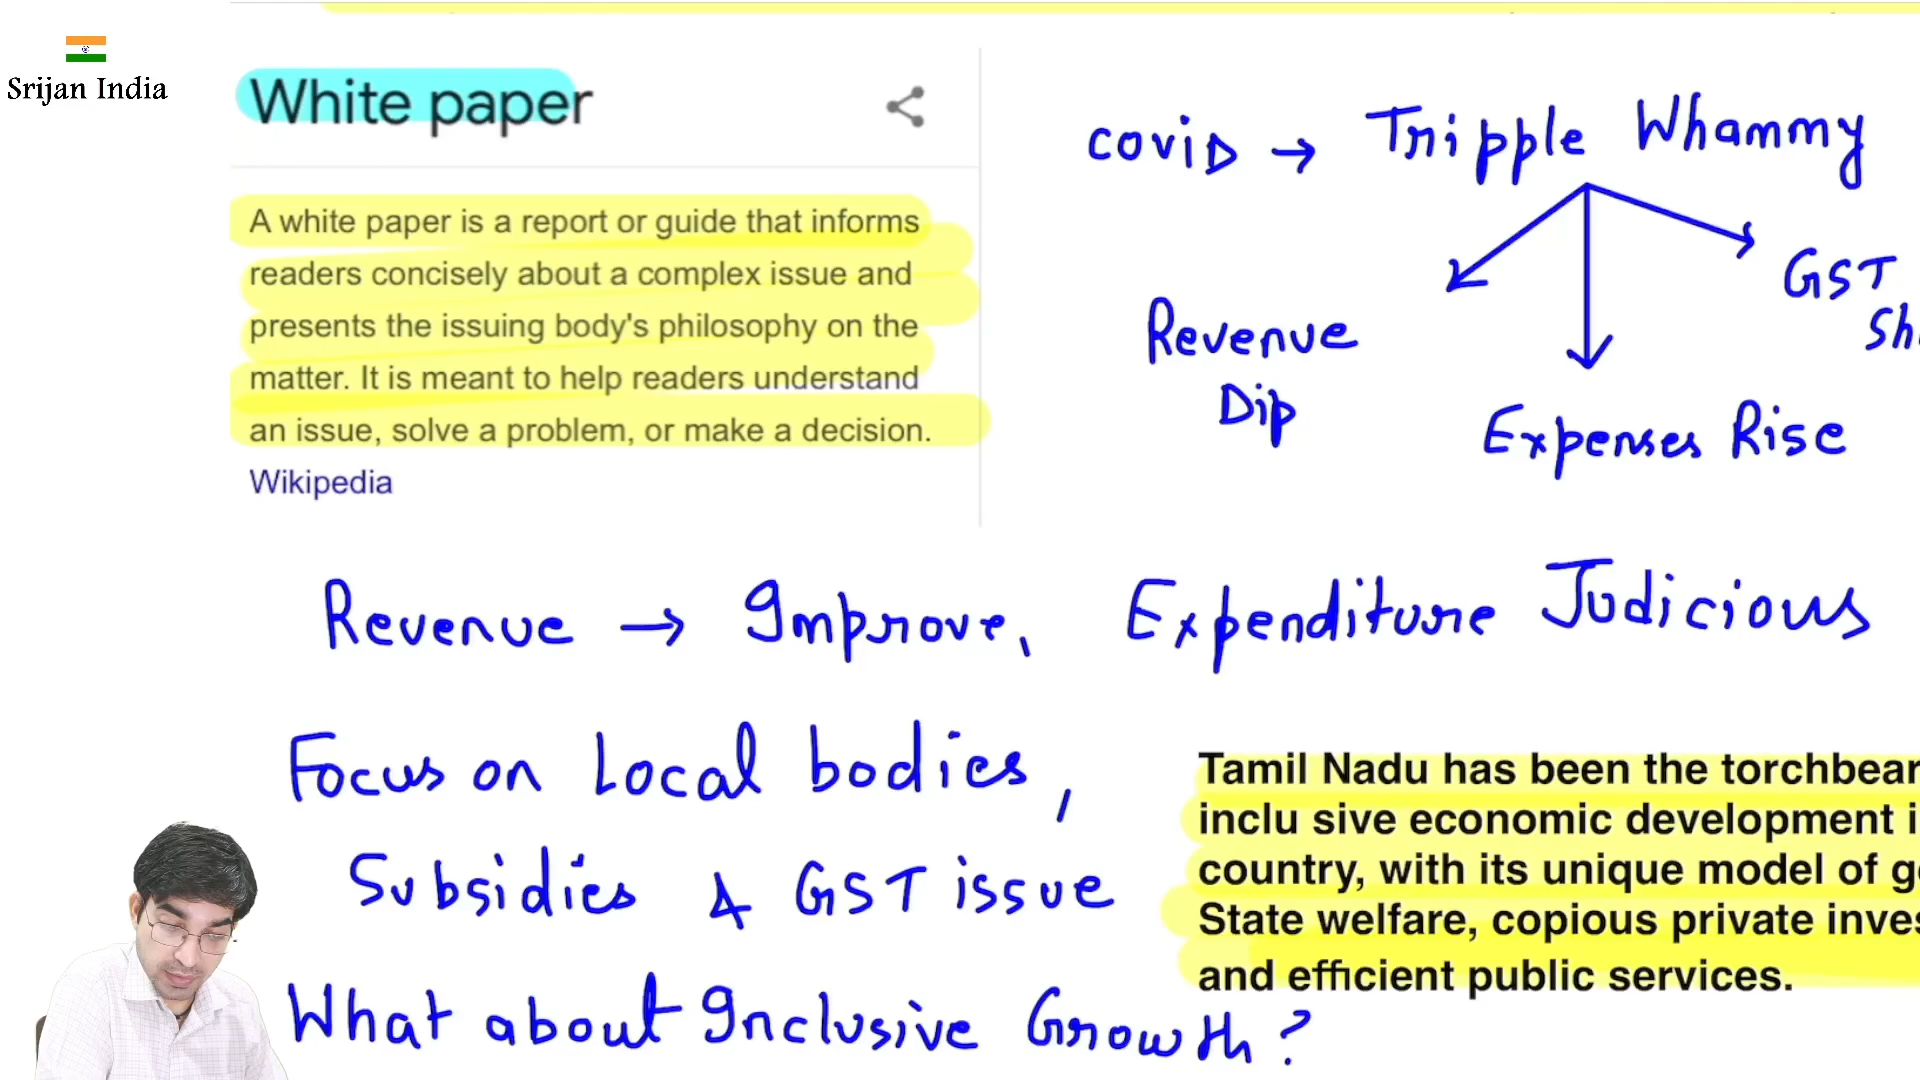 Srijan India
White paper
A white paper is a report or guide that informs
readers concisely about a complex issue and
presents the issuing body's philosophy on the
matter. It is meant to help readers understand
an issue, solve a problem, or make a decision.
Wikipedia
covid → Tripple Whammy
Revenue
Dip
Expenses Rise
GST
Revenue → Improve, Expenditure Judicious
Focus on Local bodies,
Subsidies & GST issue
What about Inclusive Growth?
Tamil Nadu has been the
inclu sive economic development
country, with its unique model of
State welfare, copious private
and efficient public services.